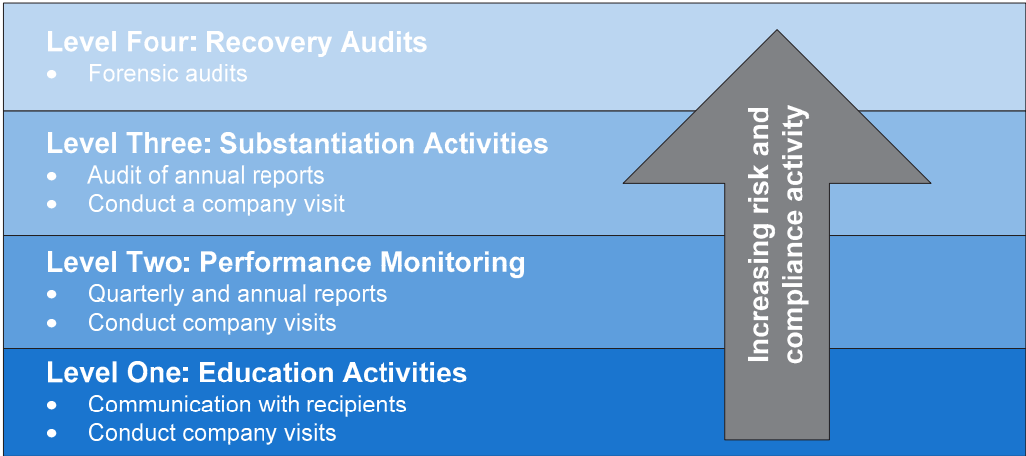 Level Four: Recovery Audits
• Forensic audits
Level Three: Substantiation Activities
• Audit of annual reports
• Conduct a company visit
Level Two: Performance Monitoring
• Quarterly and annual reports
• Conduct company visits
Level One: Education Activities
• Communication with recipients
• Conduct company visits
Increasing risk and
compliance activity